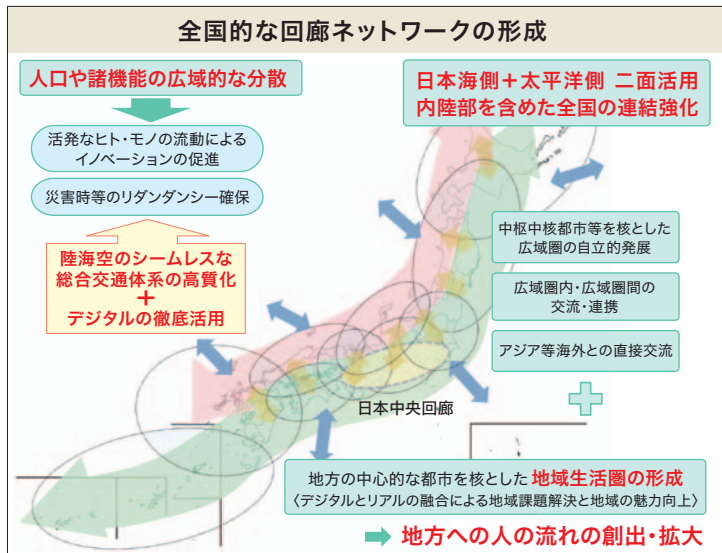 全国的な回廊ネットワークの形成
人口や諸機能の広域的な分散
活発なヒト・モノの流動による
イノベーションの促進
災害時等のリダンダンシー確保
陸海空のシームレスな
総合交通体系の高質化
+
デジタルの徹底活用
日本海側+太平洋側 二面活用
内陸部を含めた全国の連結強化
中枢中核都市等を核とした
広域圏の自立的発展
広域圏内・広域圏間の
交流・連携
アジア等海外との直接交流
日本中央回廊
地方の中心的な都市を核とした 地域生活圏の形成
〈デジタルとリアルの融合による地域課題解決と地域の魅力向上〉
地方への人の流れの創出・拡大